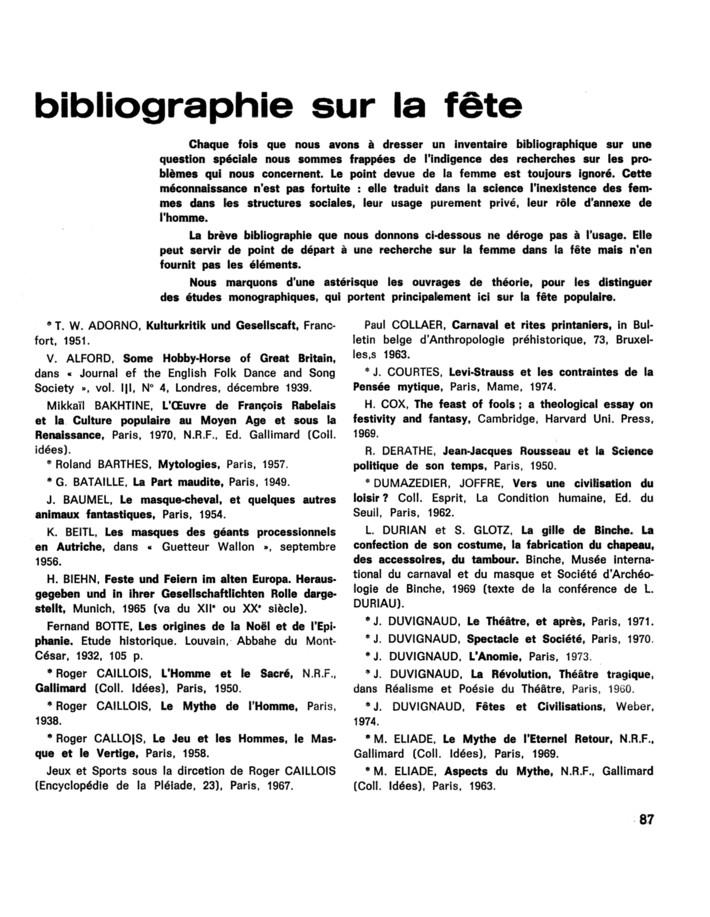 bibliographie sur la fête
Chaque fois que nous avons à dresser un inventaire bibliographique sur une
question spéciale nous sommes frappées de l'indigence des recherches sur les pro-
blèmes qui nous concernent. Le point devue de la femme est toujours ignoré. Cette
méconnaissance n'est pas fortuite : elle traduit dans la science l'inexistence des fem-
mes dans les structures sociales, leur usage purement privé, leur rôle d'annexe de
l'homme.
La brève bibliographie que nous donnons ci-dessous ne déroge pas à l'usage. Elle
peut servir de point de départ à une recherche sur la femme dans la fête mais n'en
fournit pas les éléments.
Nous marquons d'une astérisque les ouvrages de théorie, pour les distinguer
des études monographiques, qui portent principalement ici sur la fête populaire.
* T. W. ADORNO, Kulturkritik und Gesellscaft, Franc-
fort, 1951.
V. ALFORD, Some Hobby-Horse of Great Britain,
dans « Journal ef the English Folk Dance and Song
Society », vol. I|I, N° 4, Londres, décembre 1939.
Mikkaïl BAKHTINE, L'Œuvre de François Rabelais
et la Culture populaire au Moyen Age et sous la
Renaissance, Paris, 1970, N.R.F., Ed. Gallimard (Coll.
idées).
* Roland BARTHES, Mytologies, Paris, 1957.
* G. BATAILLE, La Part maudite, Paris, 1949.
J. BAUMEL, Le masque-cheval, et quelques autres
animaux fantastiques, Paris, 1954.
K. BEITL, Les masques des géants processionnels
en Autriche, dans « Guetteur Wallon », septembre
1956.
H. BIEHN, Feste und Feiern im alten Europa. Heraus-
gegeben und in ihrer Gesellschaftlichten Rolle darge-
stellt, Munich, 1965 (va du XIIe ou XXe siècle).
Fernand BOTTE, Les origines de la Noël et de l'Epi-
phanie. Etude historique. Louvain, Abbahe du Mont-
César, 1932, 105 p.
* Roger CAILLOIS, L'Homme et le Sacré, N.R.F.,
Gallimard (Coll. Idées), Paris, 1950.
* Roger CAILLOIS, Le Mythe de l'Homme, Paris,
1938.
* Roger CALLO|S, Le Jeu et les Hommes, le Mas-
que et le Vertige, Paris, 1958.
Jeux et Sports sous la dircetion de Roger CAILLOIS
(Encyclopédie de la Pléiade, 23), Paris, 1967.
Paul COLLAER, Carnaval et rites printaniers, in Bul-
letin belge d'Anthropologie préhistorique, 73, Bruxel-
les,s 1963.
* J. COURTES, Levi-Strauss et les contraintes de la
Pensée mytique, Paris, Mame, 1974.
H. COX, The feast of fools ; a theological essay on
festivity and fantasy, Cambridge, Harvard Uni. Press,
1969.
R. DERATHE, Jean-Jacques Rousseau et la Science
politique de son temps, Paris, 1950.
* DUMAZEDIER, JOFFRE, Vers une civilisation du
loisir ? Coll. Esprit, La Condition humaine, Ed. du
Seuil, Paris, 1962.
L. DURIAN et S. GLOTZ, La gille de Binche. La
confection de son costume, la fabrication du chapeau,
des accessoires, du tambour. Binche, Musée interna-
tional du carnaval et du masque et Société d'Archéo-
logie de Binche, 1969 (texte de la conférence de L.
DURIAU).
* J. DUVIGNAUD, Le Théâtre, et après, Paris, 1971.
* J. DUVIGNAUD, Spectacle et Société, Paris, 1970.
* J. DUVIGNAUD, L'Anomie, Paris, 1973.
* J. DUVIGNAUD, La Révolution, Théâtre tragique,
dans Réalisme et Poésie du Théâtre, Paris, 1960.
* J. DUVIGNAUD, Fêtes et Civilisations, Weber,
1974.
* M. ELIADE, Le Mythe de l'Eternel Retour, N.R.F.,
Gallimard (Coll. Idées), Paris, 1969.
* M. ELIADE, Aspects du Mythe, N.R.F., Gallimard
(Coll. Idées), Paris, 1963.
87